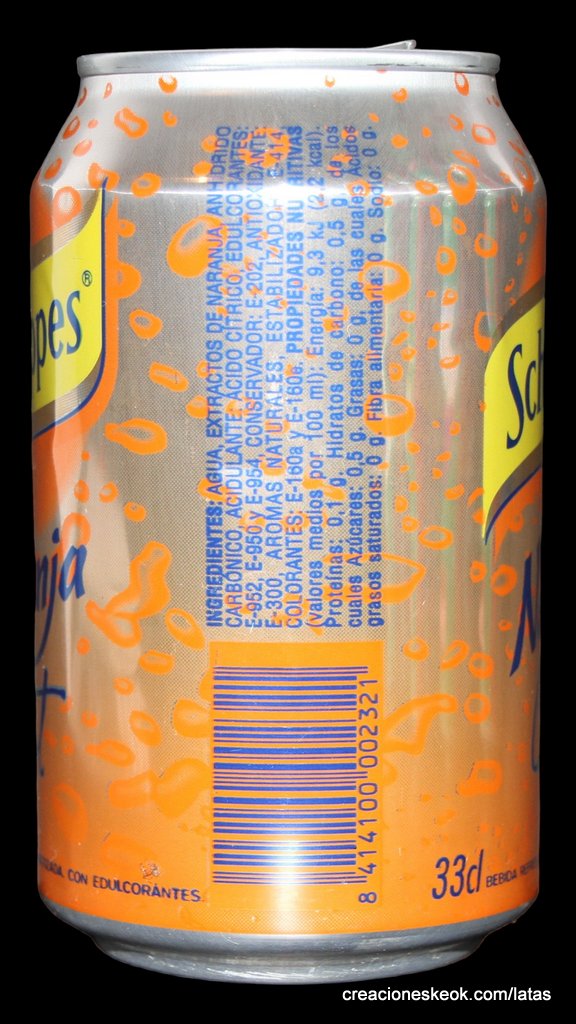 INGREDIENTES: AGUA, EXTRACTOS DE NARANJA, ANHÍDRIDO
CARBÓNICO, ACIDULANTE: ÁCIDO CÍTRICO, EDULCORANTES:
E-952, E-950 y E-954, CONSERVADOR: E-202, ANTIOXIDANTE:
E-300, AROMAS NATURALES, ESTABILIZADOR: E-414,
COLORANTES: E-160a y E-160e. PROPIEDADES NUTRITIVAS
(Valores medios por 100 ml): Energía: 9,3 kJ (2,2 kcal).
Proteínas: 0,1 g. Hidratos de carbono: 0,5 g. de los
cuales Azúcares: 0,5 g. Grasas: 0 g. de las cuales Ácidos
grasos saturados: 0 g. Fibra alimentaria: 0 g. Sodio: 0 g.
ppes®
nja
t
CON EDULCORANTES
8 414100 002321
Sch
33cl
BEBIDA
creacioneskeok.com/latas